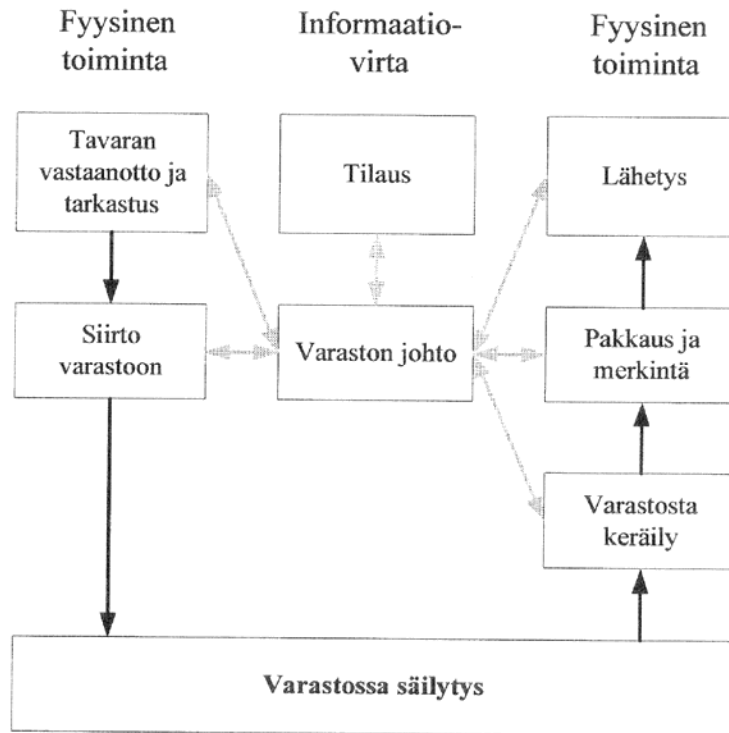 Fyysinen
toiminta
Informaatio-
virta
Fyysinen
toiminta
Tavaran
vastaanotto ja
tarkastus
Tilaus
Lähetys
Siirto
varastoon
Varaston johto
Pakkaus ja
merkintä
Varastosta
keräily
Varastossa säilytys